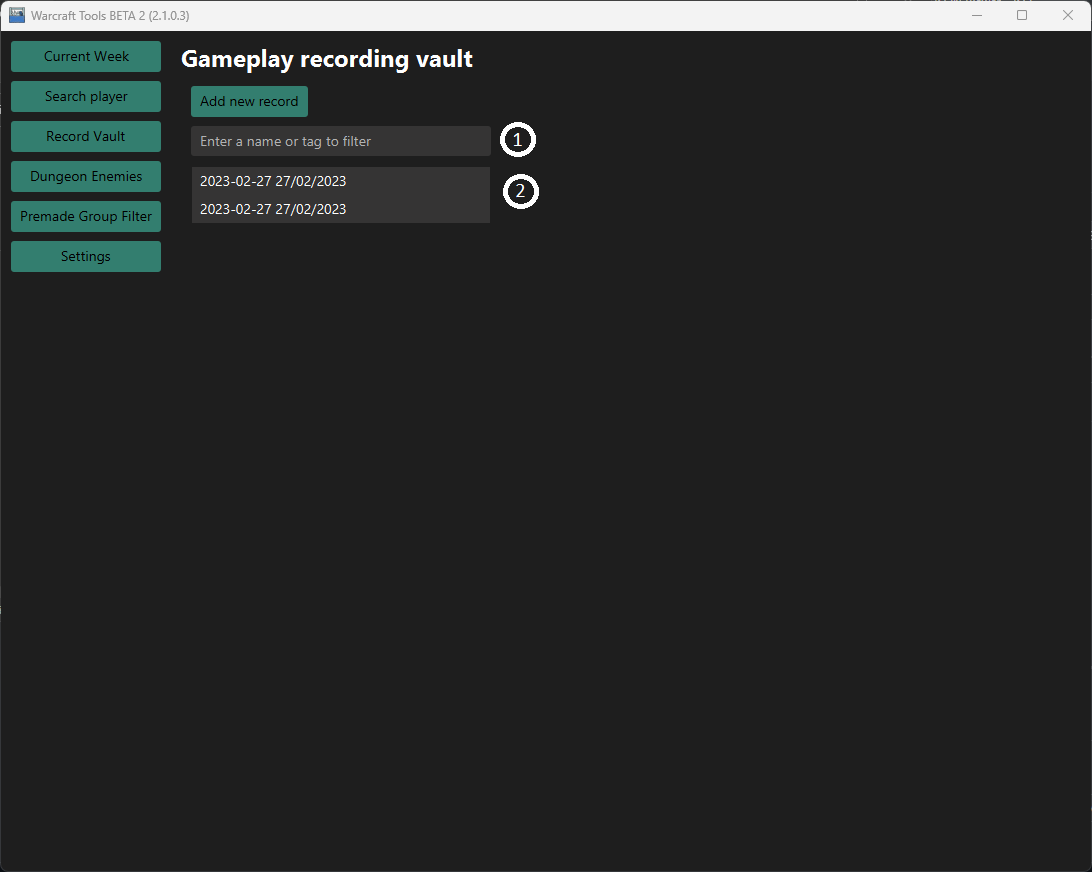 Warcraft Tools BETA 2 (2.1.0.3)
Current Week
Search player
Record Vault
Dungeon Enemies
Premade Group Filter
Settings
Gameplay recording vault
Add new record
Enter a name or tag to filter
1
2023-02-27 27/02/2023
2023-02-27 27/02/2023
2